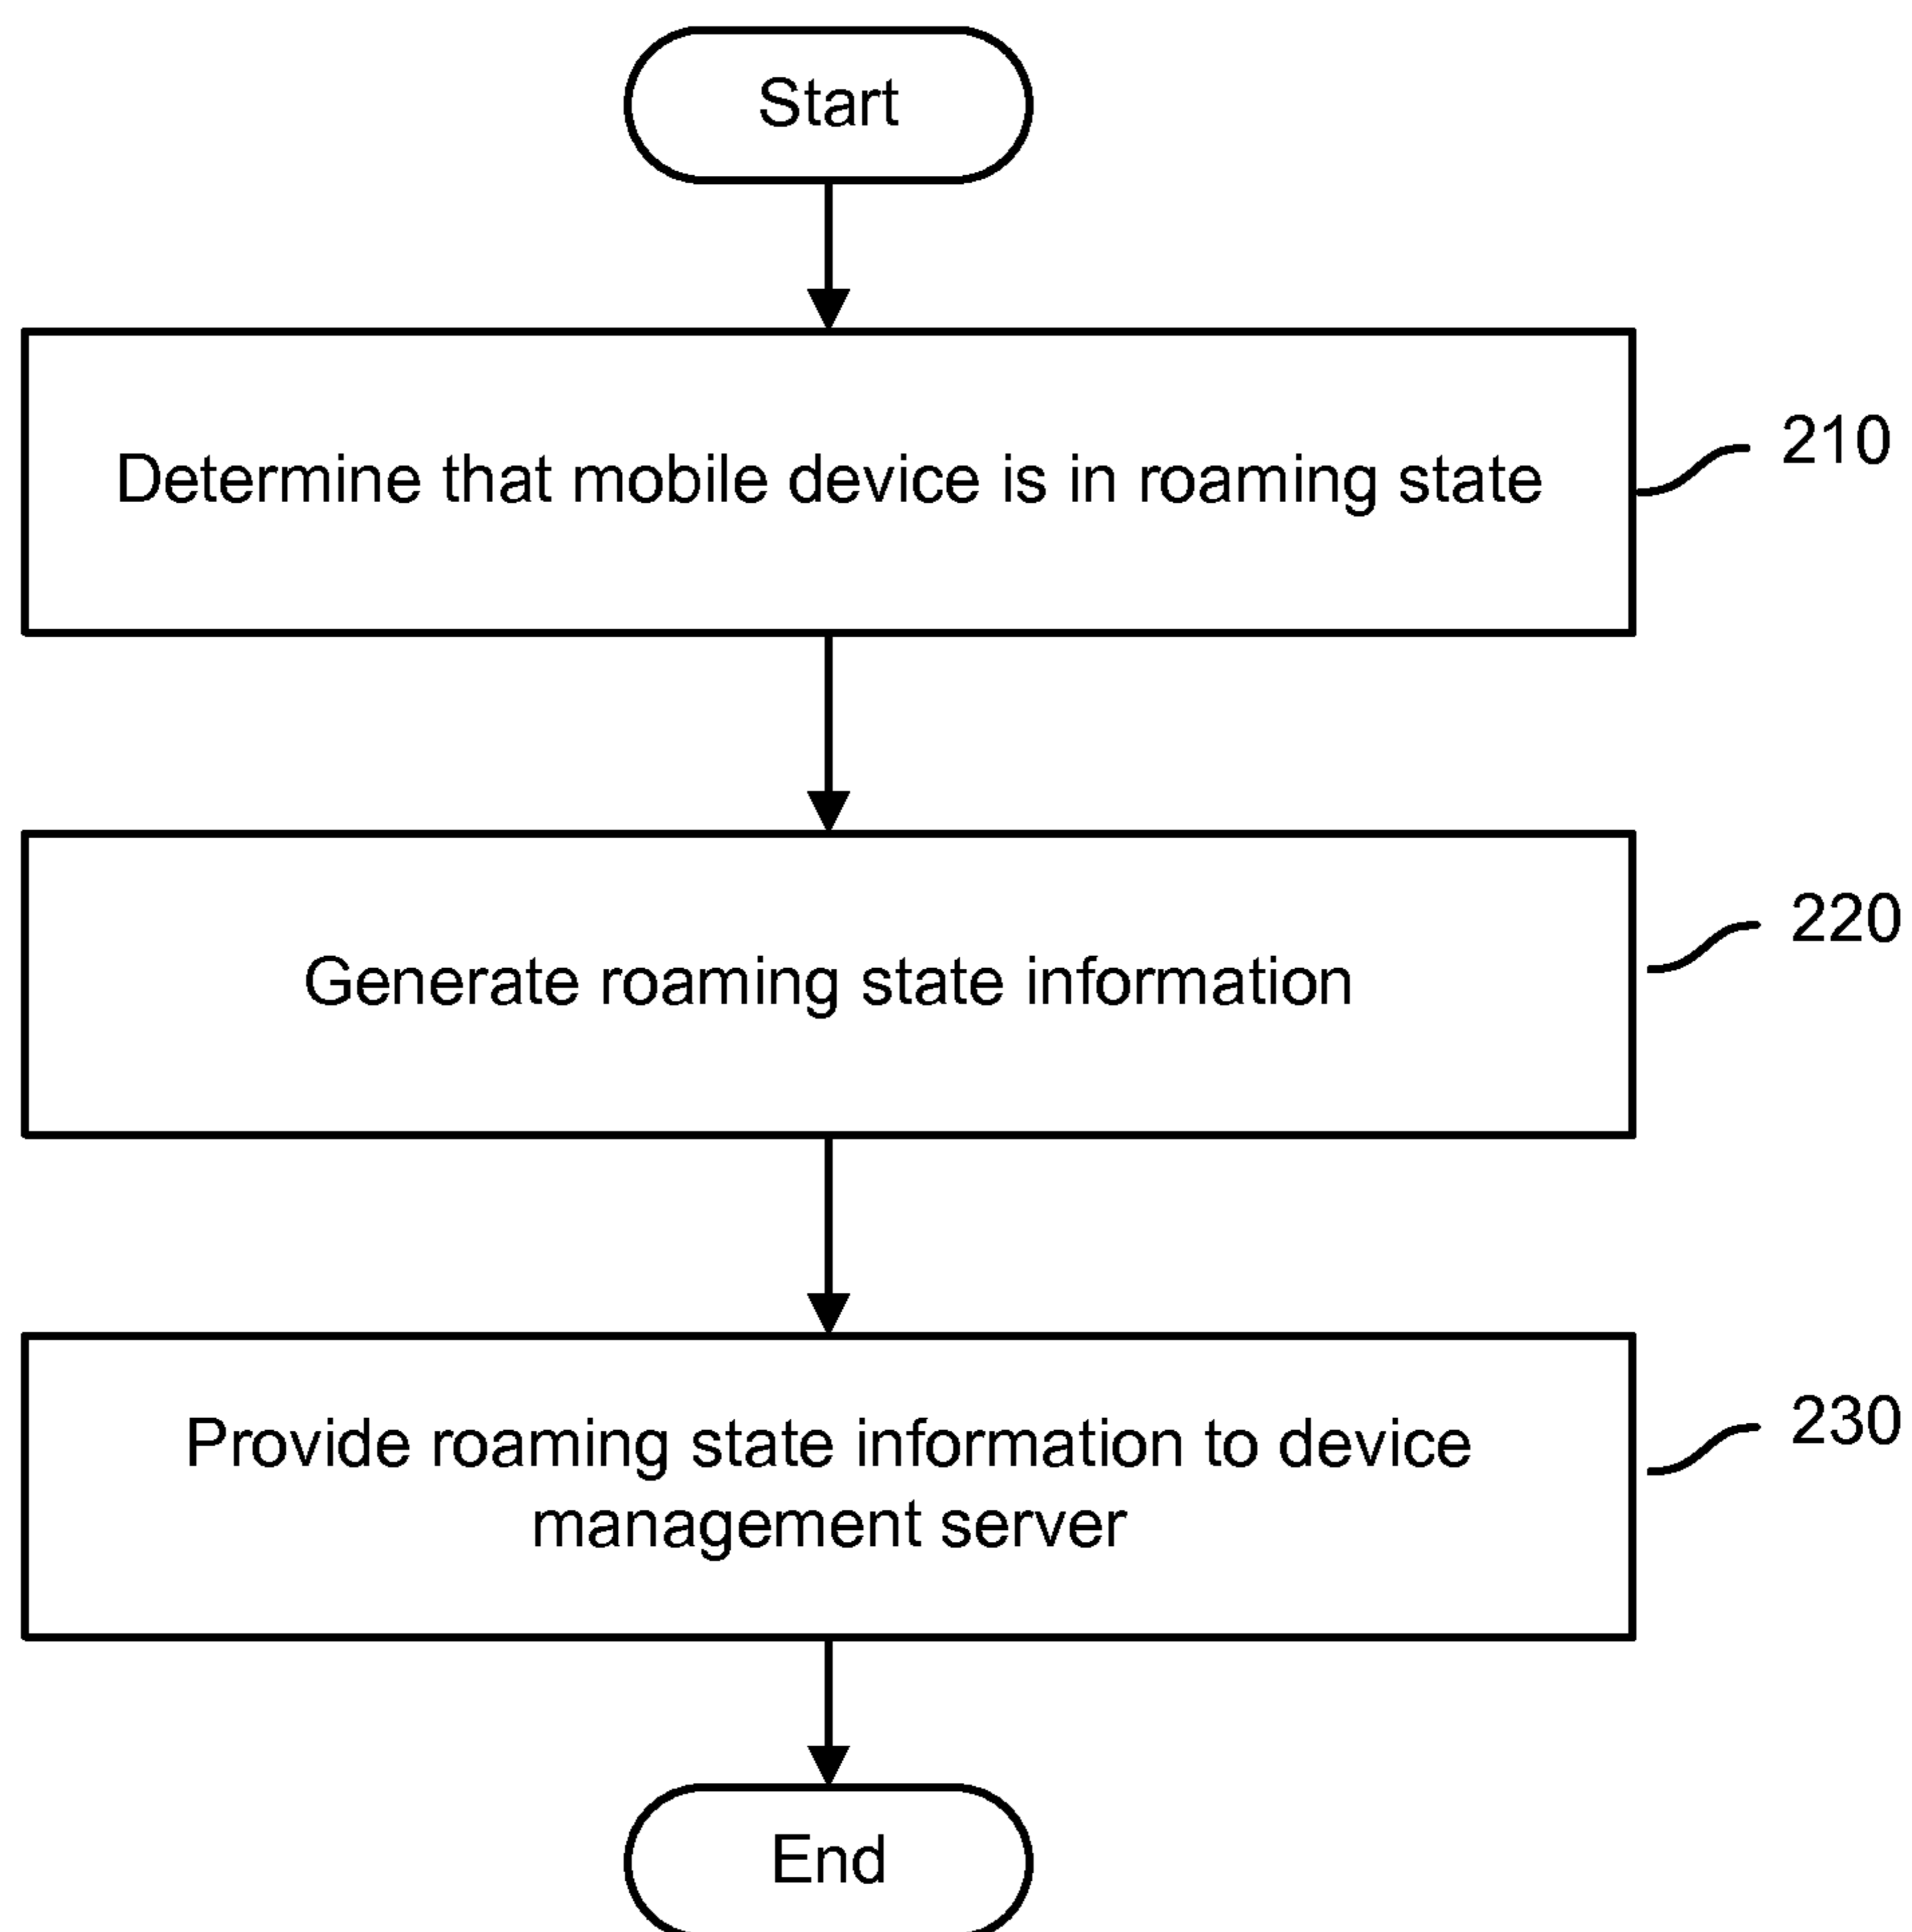 Start
Determine that mobile device is in roaming state
210
Generate roaming state information
220
Provide roaming state information to device
management server
230
End